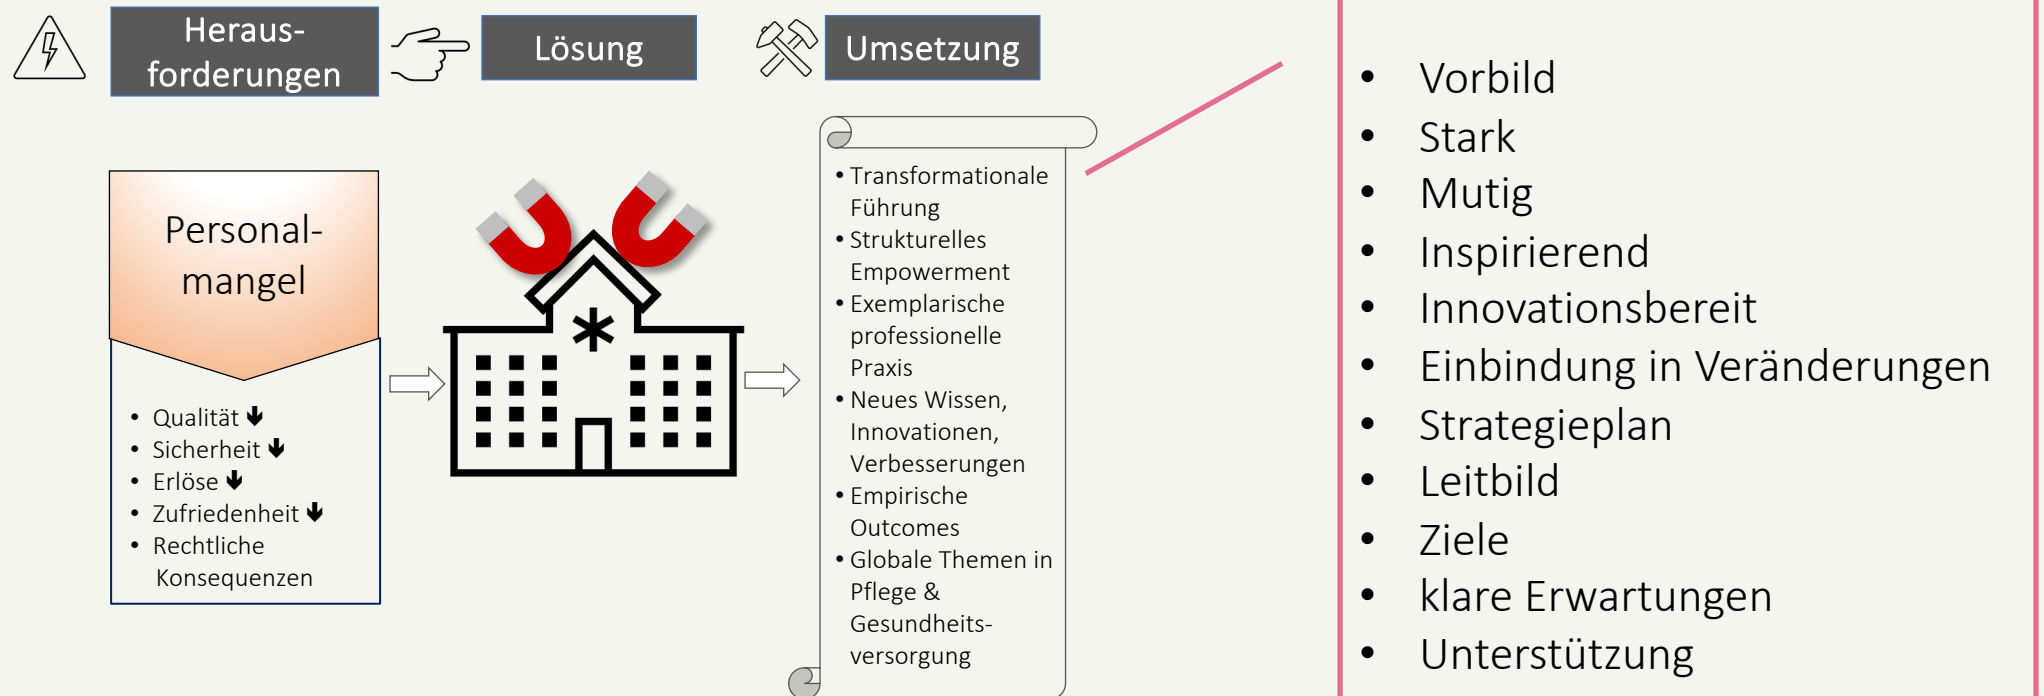 Heraus-
forderungen
Lösung
Umsetzung
Personal-
mangel
• Qualität 🡻
• Sicherheit 🡻
• Erlöse 🡻
• Zufriedenheit 🡻
• Rechtliche
Konsequenzen
• Transformationale
Führung
• Strukturelles
Empowerment
• Exemplarische
professionelle
Praxis
• Neues Wissen,
Innovationen,
Verbesserungen
• Empirische
Outcomes
• Globale Themen in
Pflege &
Gesundheits-
versorgung
• Vorbild
• Stark
• Mutig
• Inspirierend
• Innovationsbereit
• Einbindung in Veränderungen
• Strategieplan
• Leitbild
• Ziele
• klare Erwartungen
• Unterstützung